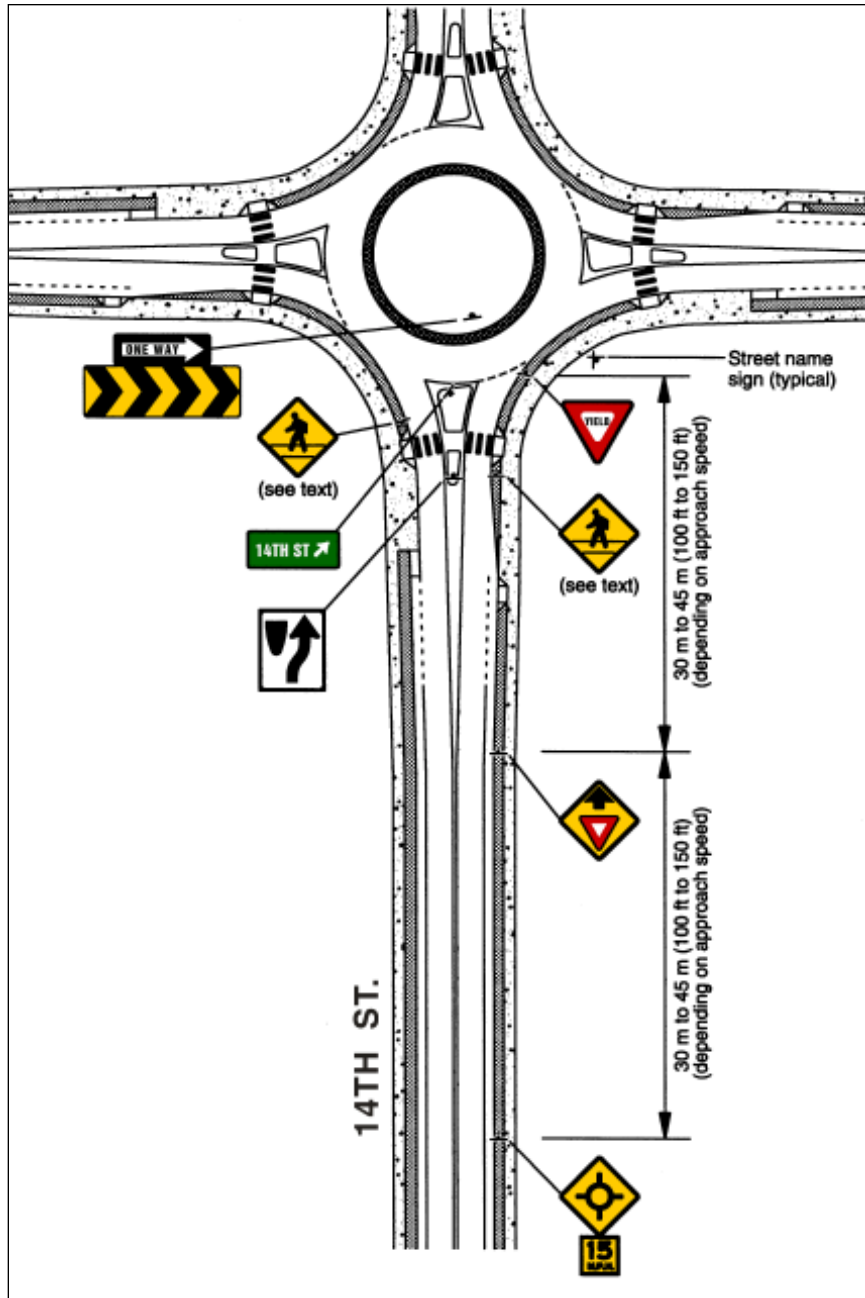 ONE WAY
Street name
sign (typical)
YIELD
(see text)
14TH ST
(see text)
30 m to 45 m (100 ft to 150 ft)
(depending on approach speed)
30 m to 45 m (100 ft to 150 ft)
(depending on approach speed)
14TH ST.
15
M.P.H.